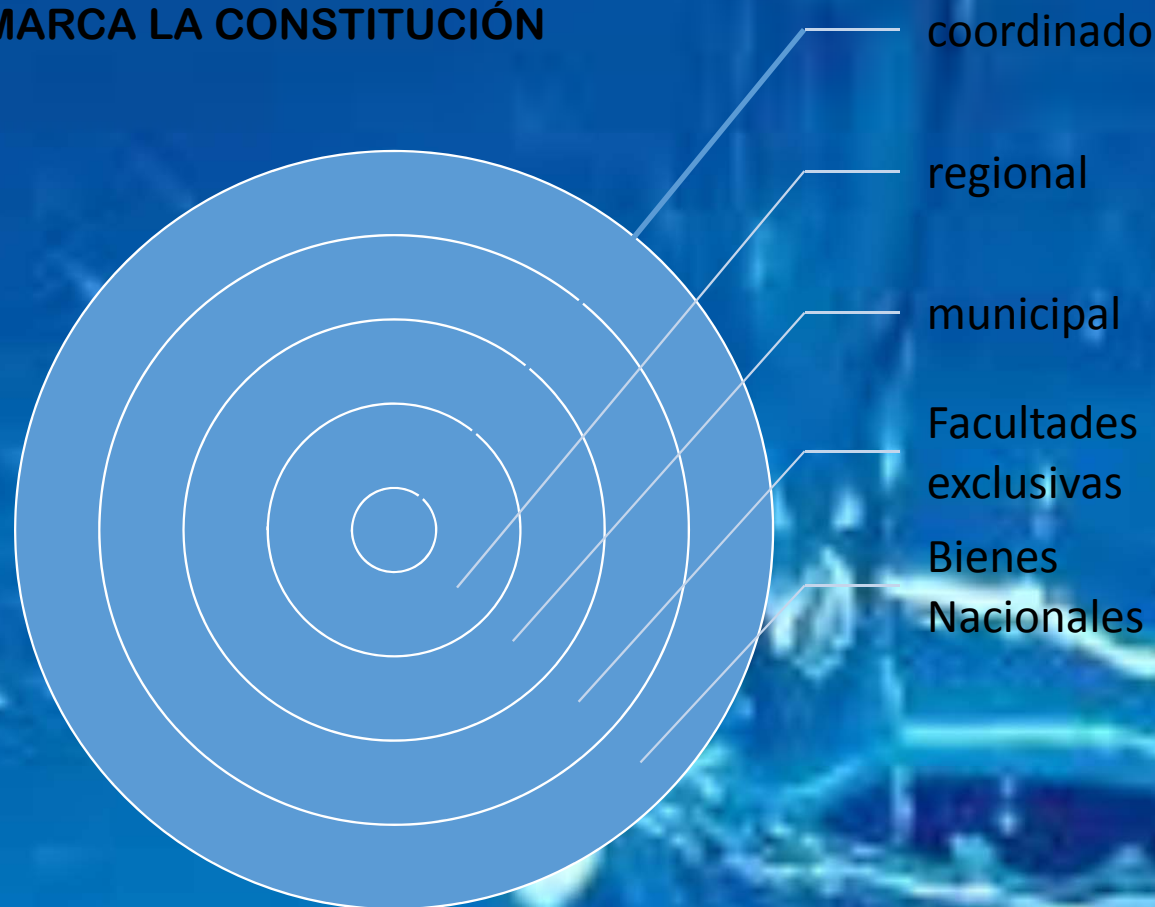 MARCA LA CONSTITUCIÓN
coordinado
regional
municipal
Facultades
exclusivas
Bienes
Nacionales